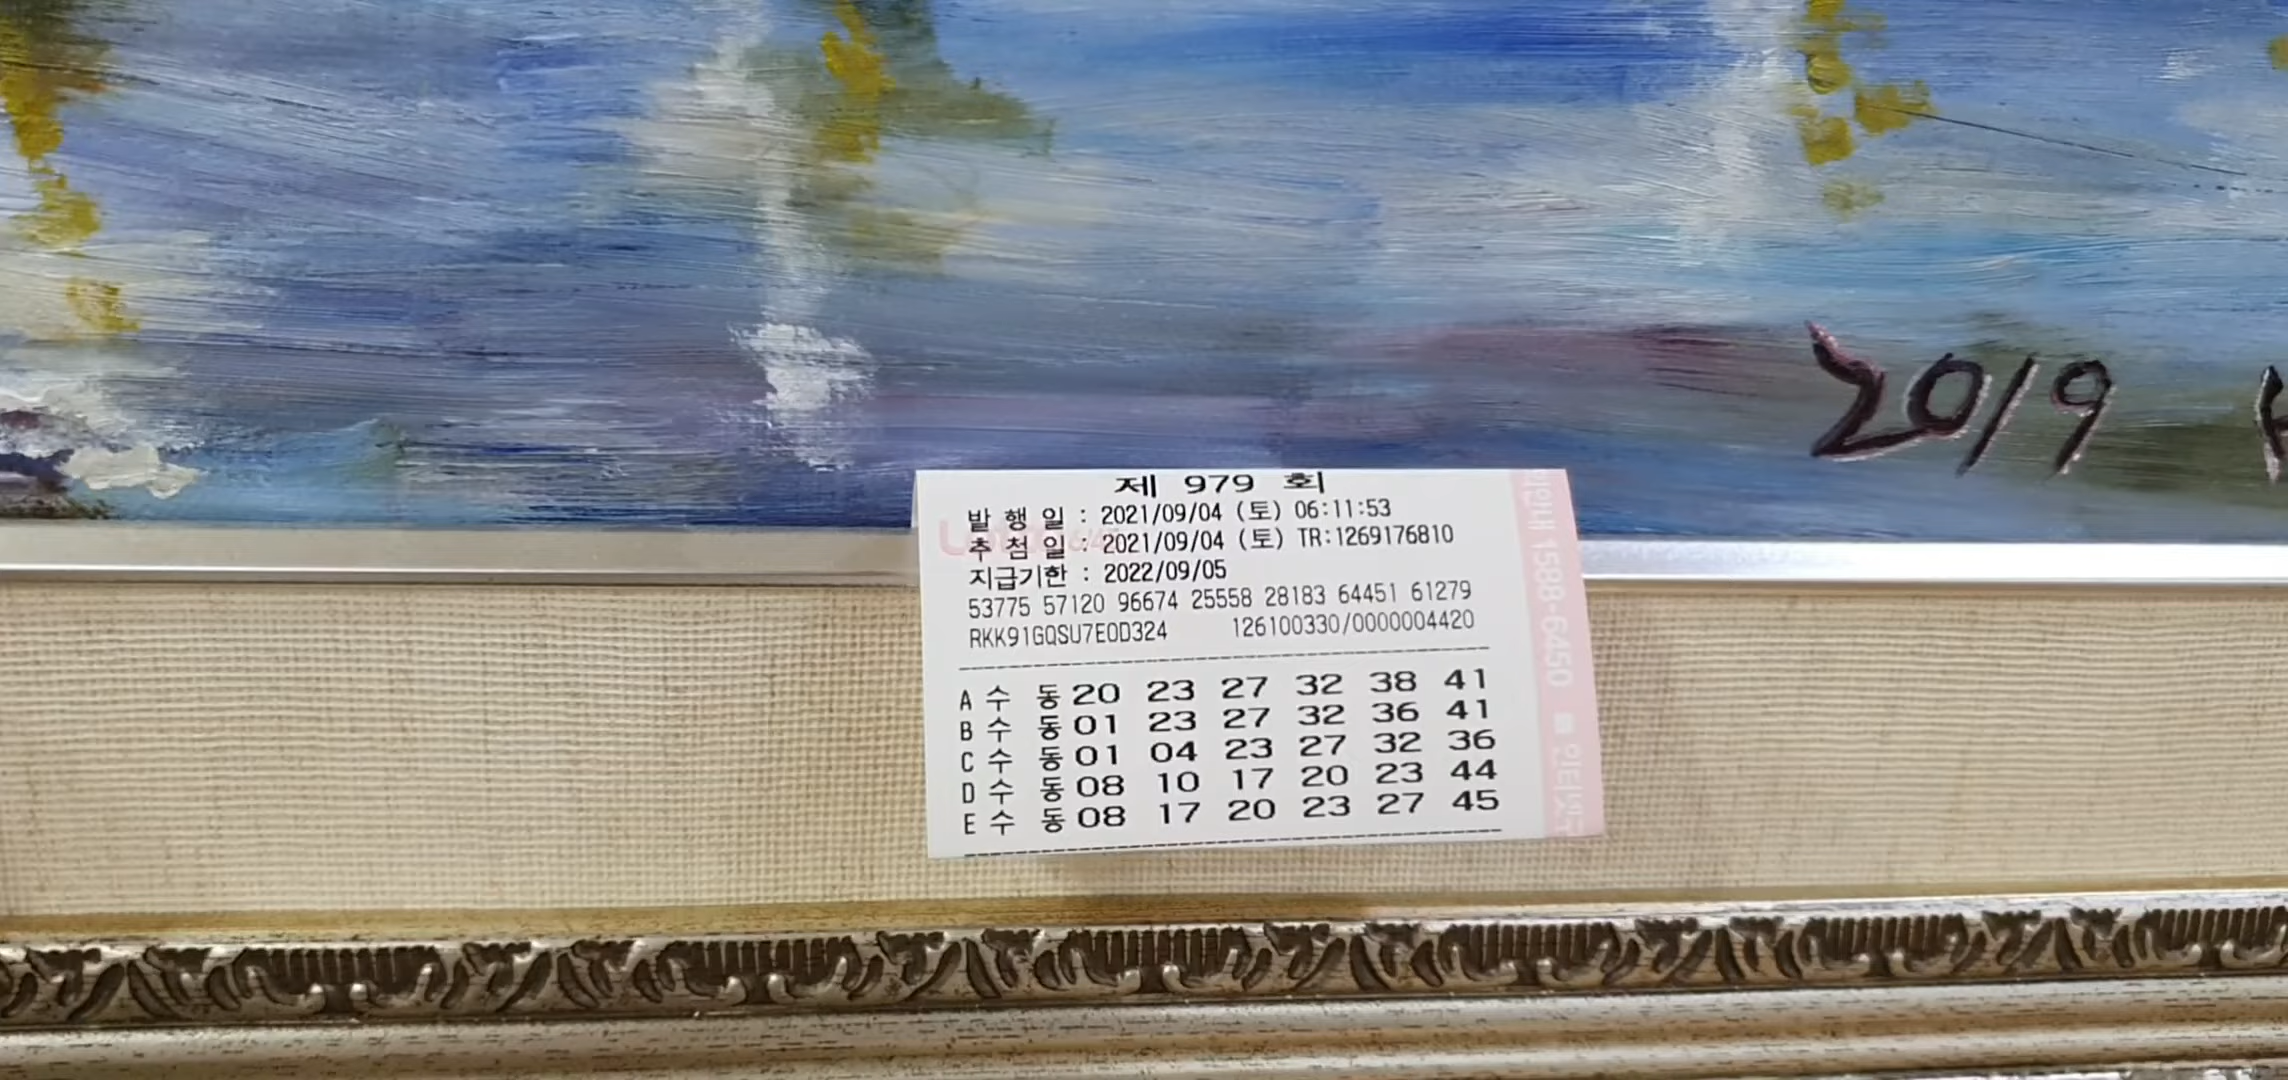 2019
제 979 회
발 행 일 : 2021/09/04 (토) 06:11:53
추 첨 일 : 2021/09/04 (토) TR:1269176810
지급기한 : 2022/09/05
53775 57120 96674 25558 28183 64451 61279
RKK91GQSU7EOD324 126100330/0000004420
A 수 동 20 23 27 32 38 41
B 수 동 01 23 27 32 36 41
C 수 동 01 04 23 27 32 36
D 수 동 08 10 17 20 23 44
E 수 동 08 17 20 23 27 45
1588-6450